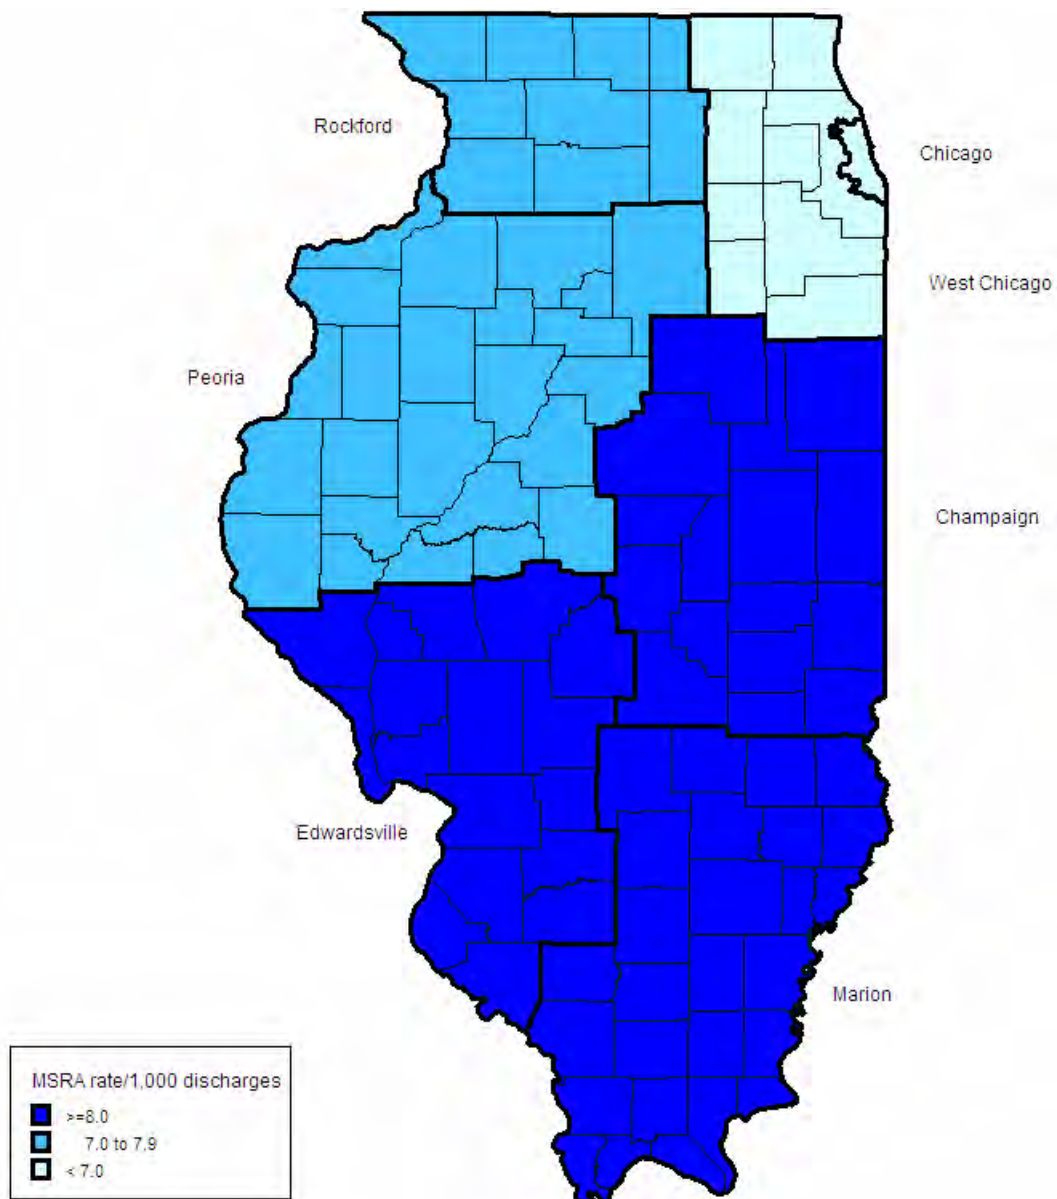 Rockford
Chicago
West Chicago
Peoria
Champaign
Edwardsville
Marion
MSRA rate/1,000 discharges
>=8.0
7.0 to 7.9
< 7.0